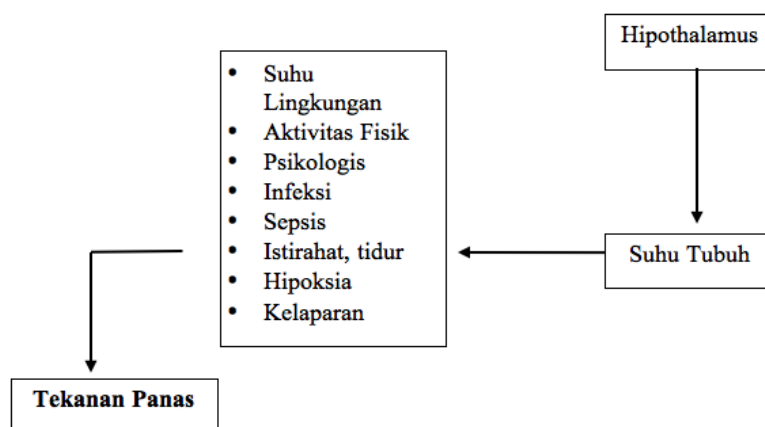 Hipothalamus
• Suhu
Lingkungan
• Aktivitas Fisik
• Psikologis
• Infeksi
• Sepsis
• Istirahat, tidur
• Hipoksia
• Kelaparan
Suhu Tubuh
Tekanan Panas